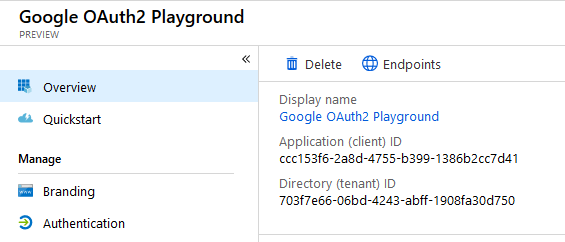 Google OAuth2 Playground
PREVIEW
«
Overview
Quickstart
Manage
Branding
Authentication
Delete
Endpoints
Display name
Google OAuth2 Playground
Application (client) ID
ccc153f6-2a8d-4755-b399-1386b2cc7d41
Directory (tenant) ID
703f7e66-06bd-4243-abff-1908fa30d750